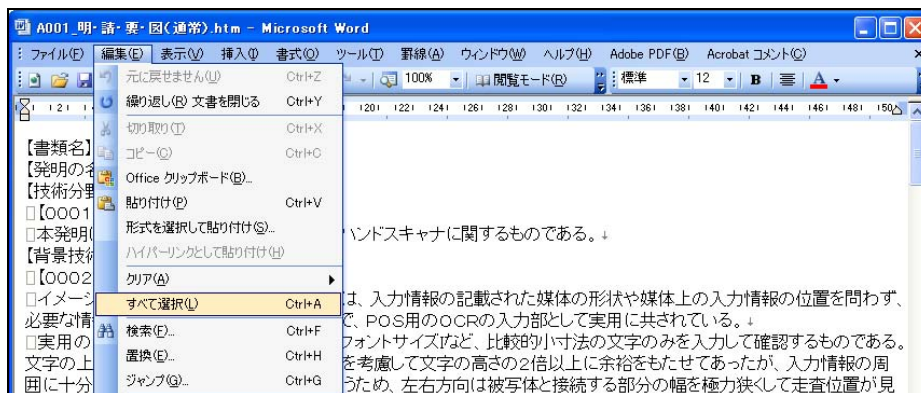 A001_明・請・要・図(通常).htm - Microsoft Word
ファイル(F) 編集(E) 表示(V) 挿入(I) 書式(O) ツール(T) 罫線(A) ウィンドウ(W) ヘルプ(H) Adobe PDF(B) Acrobat コメント(C)
100% 閲覧モード(R) 標準 12 B A
元に戻せません(U) Ctrl+Z
繰り返し(R) 文書を閉じる Ctrl+Y
切り取り(T) Ctrl+X
コピー(C) Ctrl+C
Office クリップボード(B)...
貼り付け(P) Ctrl+V
形式を選択して貼り付け(S)...
ハイパーリンクとして貼り付け(H)
クリア(A)
すべて選択(L) Ctrl+A
検索(F)... Ctrl+F
置換(E)... Ctrl+H
ジャンプ(G)... Ctrl+G
|2| |20| |22| |24| |26| |28| |30| |32| |34| |36| |38| |40| |42| |44| |46| |48| |50
【書類名】
【発明の名
【技術分野
□【0001
□本発明( ハンドスキャナに関するものである。↓
【背景技術
□【0002
□イメージ は、入力情報の記載された媒体の形状や媒体上の入力情報の位置を問わず、
必要な情 で、POS用のOCRの入力部として実用に共されている。↓
□実用の フォントサイズIなど、比較的小寸法の文字のみを入力して確認するものである。
文字の上 を考慮して文字の高さの2倍以上に余裕をもたせてあったが、入力情報の周
囲に十分 うため、左右方向は被写体と接続する部分の幅を極力狭くして走査位置が見